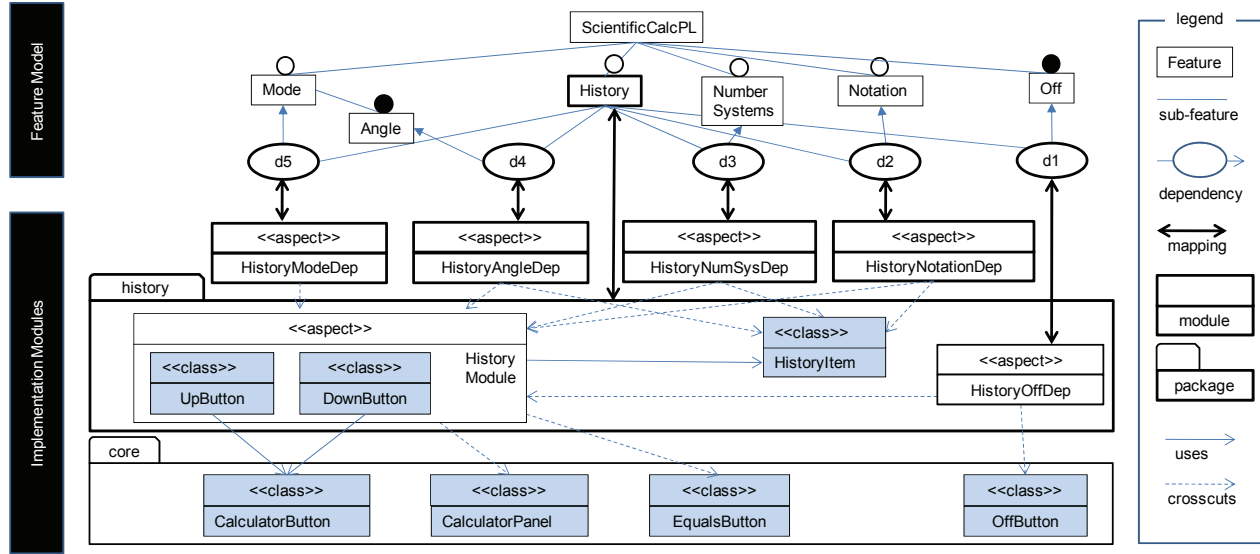 Feature Model
ScientificCalcPL
Mode
Angle
History
Number
Systems
Notation
Off
d5
d4
d3
d2
d1
Implementation Modules
<<aspect>>
HistoryModeDep
<<aspect>>
HistoryAngleDep
<<aspect>>
HistoryNumSysDep
<<aspect>>
HistoryNotationDep
history
<<aspect>>
History
Module
<<class>>
UpButton
<<class>>
DownButton
<<class>>
HistoryItem
<<aspect>>
HistoryOffDep
core
<<class>>
CalculatorButton
<<class>>
CalculatorPanel
<<class>>
EqualsButton
<<class>>
OffButton
legend
Feature
sub-feature
dependency
mapping
module
package
uses
crosscuts